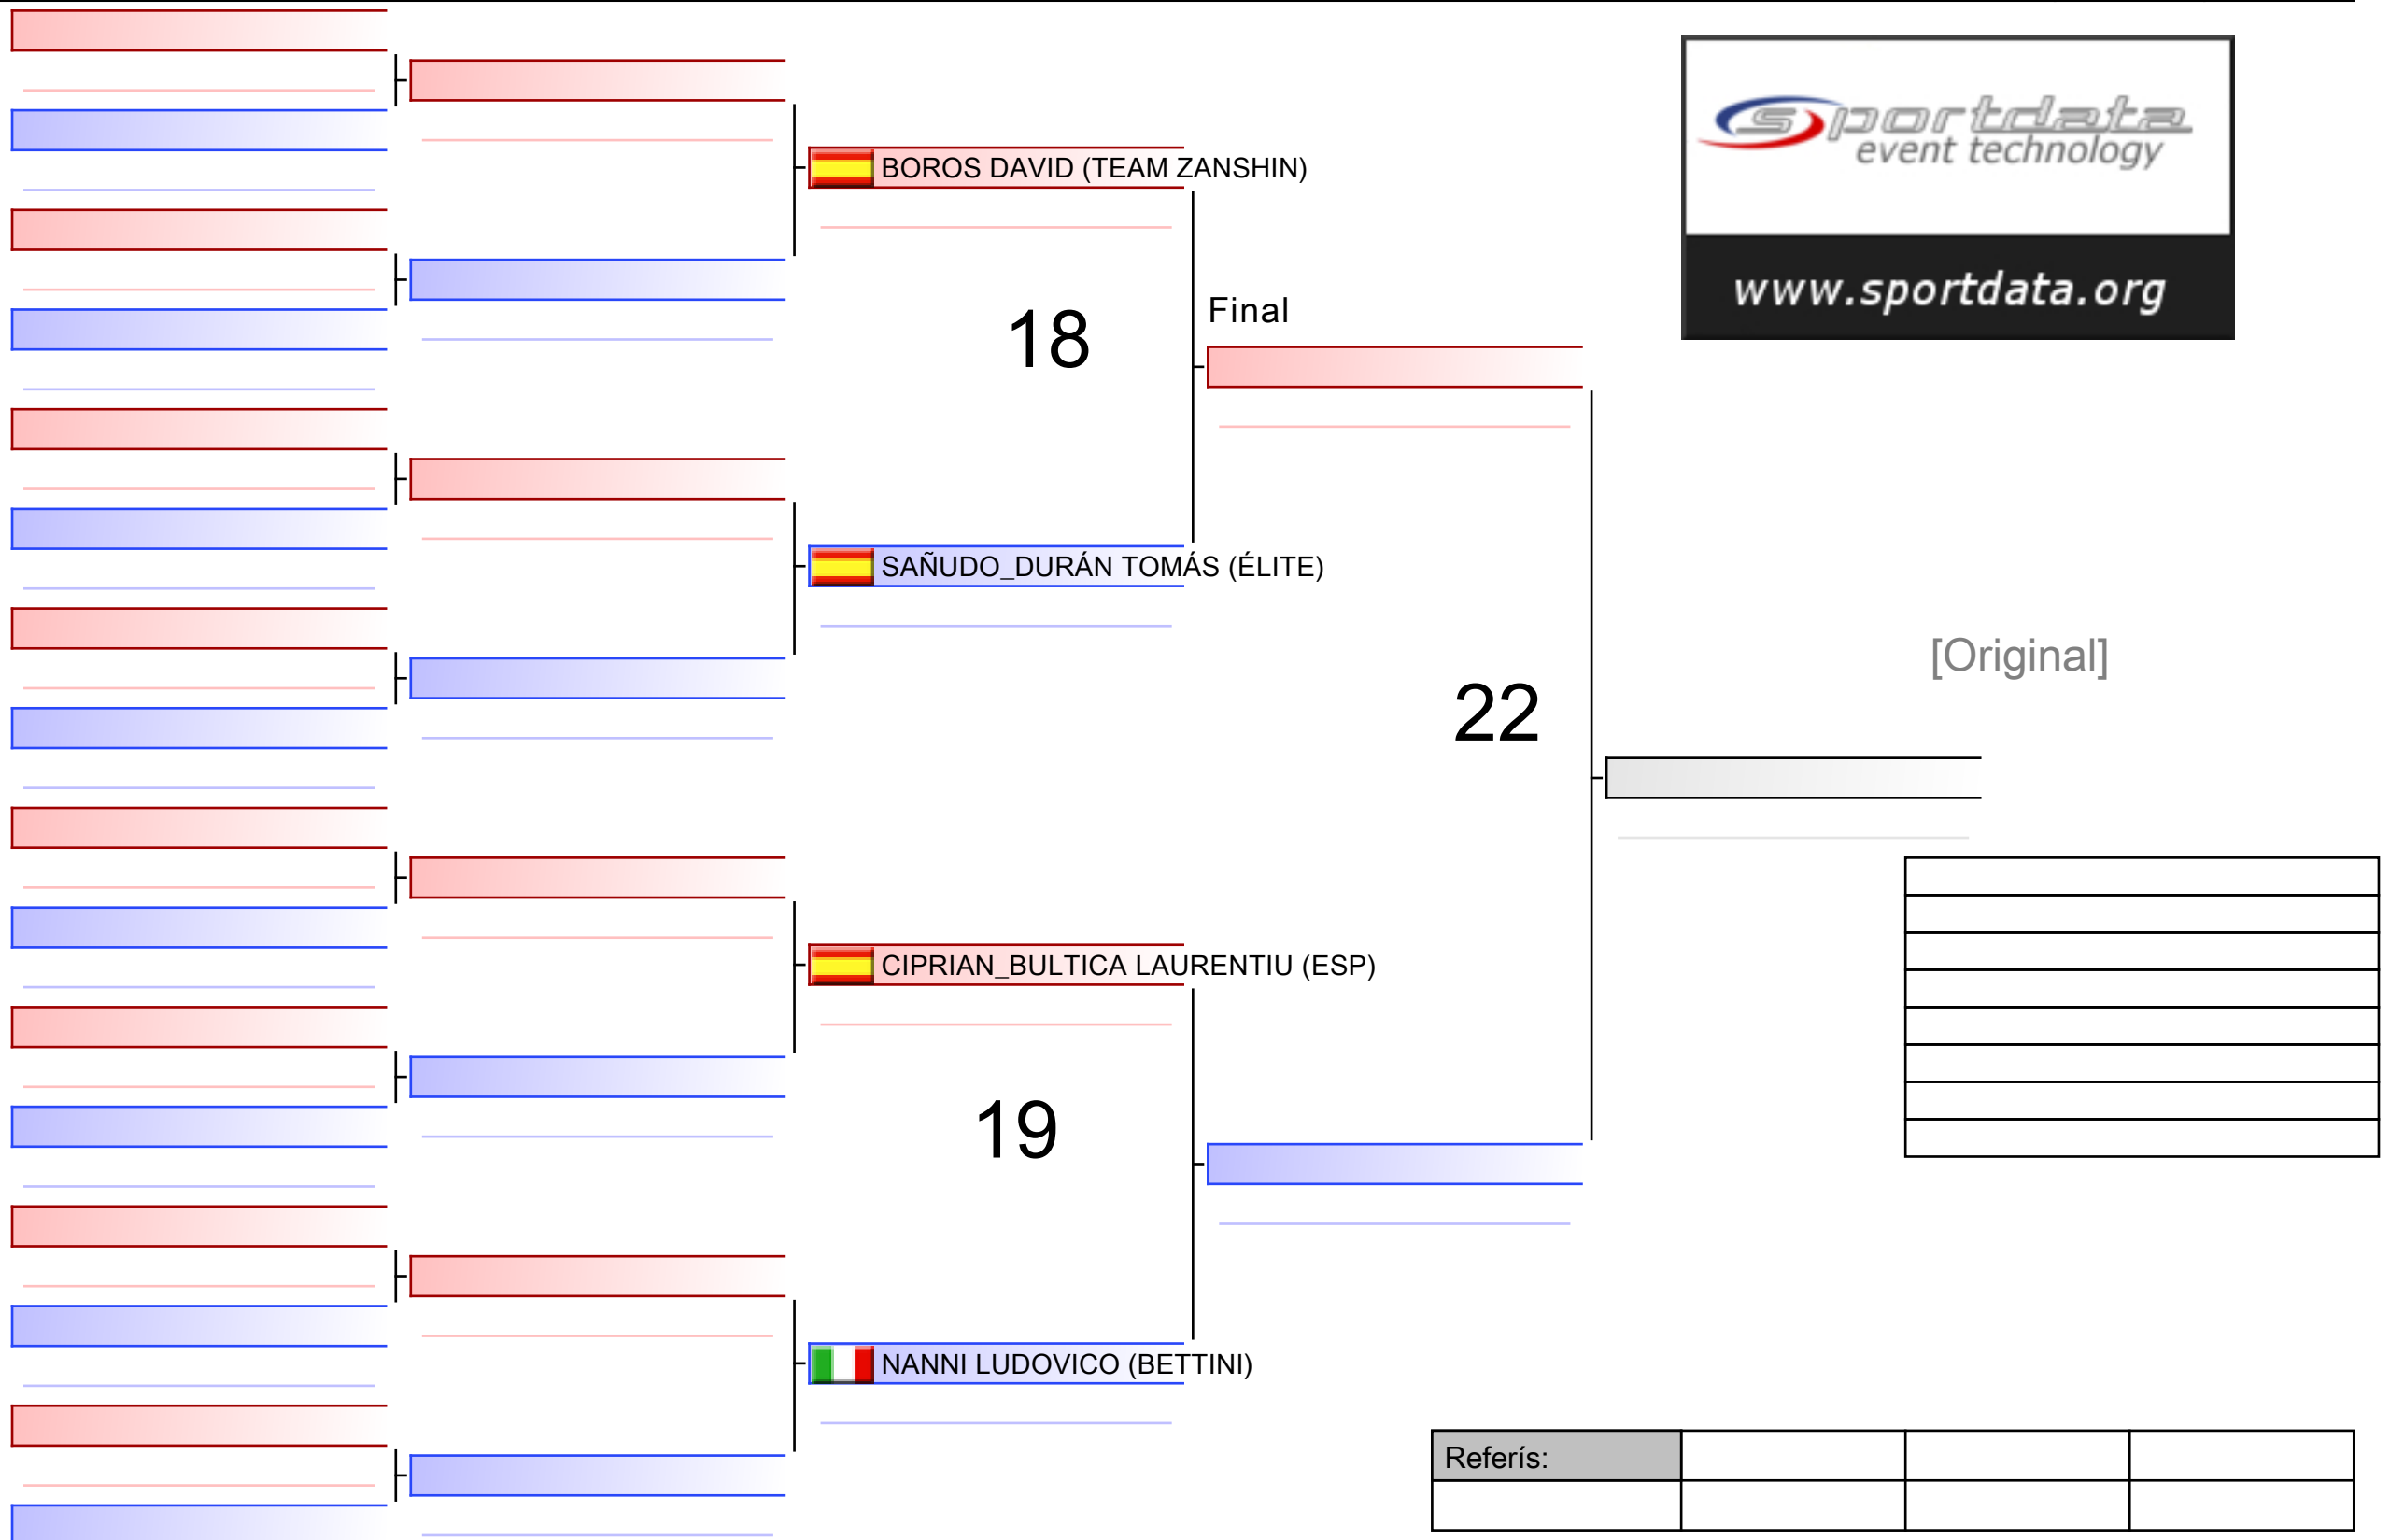 sportdata
event technology
www.sportdata.org
BOROS DAVID (TEAM ZANSHIN)
18
Final
SAÑUDO_DURÁN TOMÁS (ÉLITE)
[Original]
22
CIPRIAN_BULTICA LAURENTIU (ESP)
19
NANNI LUDOVICO (BETTINI)
Referís: